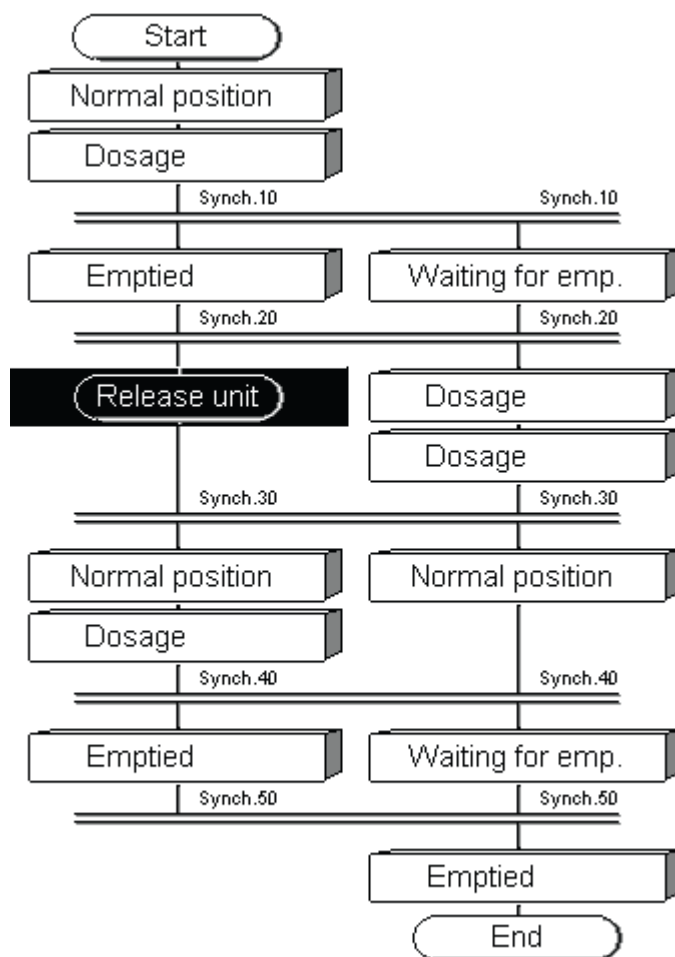 Start
Normal position
Dosage
Synch.10 Synch.10
Emptied Waiting for emp.
Synch.20 Synch.20
Release unit Dosage
Dosage
Synch.30 Synch.30
Normal position Normal position
Dosage
Synch.40 Synch.40
Emptied Waiting for emp.
Synch.50 Synch.50
Emptied
End